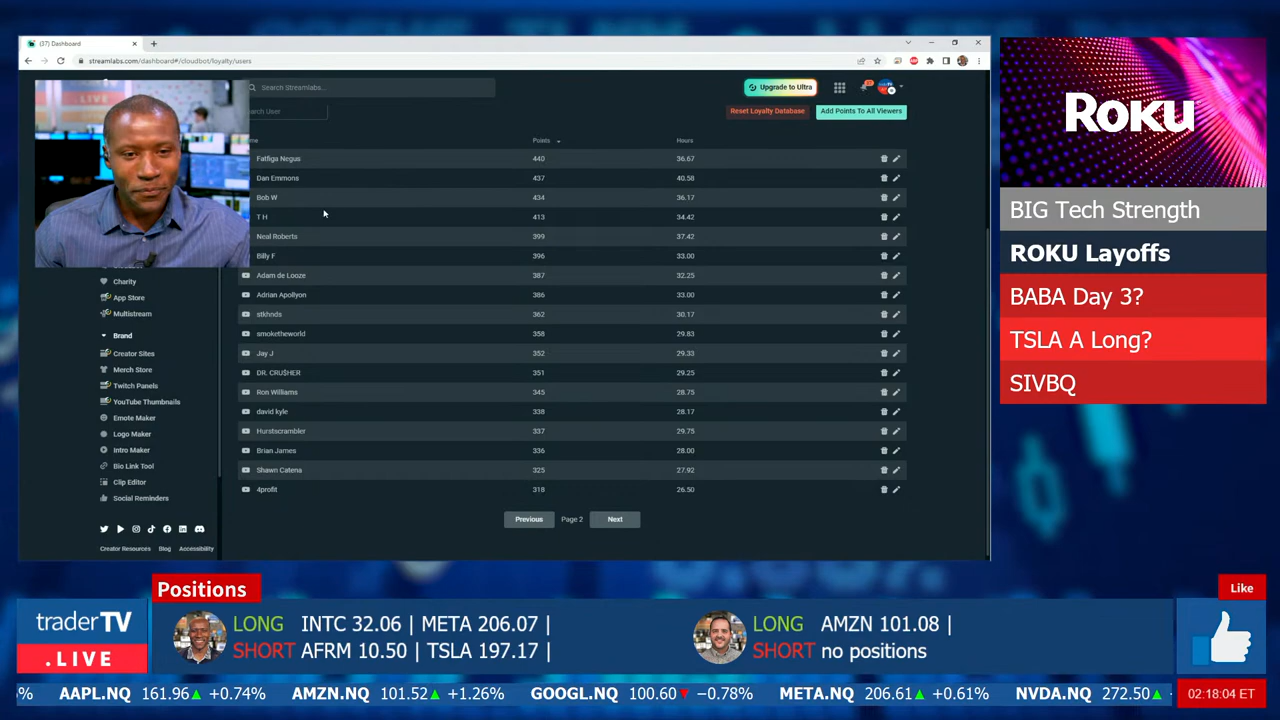 (37) Dashboard
streamlabs.com/dashboard#/cloudbot/loyalty/users
Search Streamlabs...
Upgrade to Ultra
Reset Loyalty Database
Add Points To All Viewers
Points Hours
Fatfiga Negus 440 36.67
Dan Emmons 437 40.58
Bob W 434 36.17
T H 413 34.42
Neal Roberts 399 37.42
Billy F 396 33.00
Adam de Looze 387 32.25
Adrian Apollyon 386 33.00
stkhnds 362 30.17
smoketheworld 358 29.83
Jay J 352 29.33
DR. CRU$HER 351 29.25
Ron Williams 345 28.75
david kyle 338 28.17
Hurstscrambler 337 29.75
Brian James 336 28.00
Shawn Catena 325 27.92
4profit 318 26.50
Previous Page 2 Next
Charity
App Store
Multistream
Brand
Creator Sites
Merch Store
Twitch Panels
YouTube Thumbnails
Emote Maker
Logo Maker
Intro Maker
Bio Link Tool
Clip Editor
Social Reminders
Creator Resources Blog Accessibility
ROKU
BIG Tech Strength
ROKU Layoffs
BABA Day 3?
TSLA A Long?
SIVBQ
Positions
Like
traderTV
.LIVE
LONG INTC 32.06 | META 206.07 |
SHORT AFRM 10.50 | TSLA 197.17 |
LONG AMZN 101.08 |
SHORT no positions
% AAPL.NQ 161.96 +0.74% AMZN.NQ 101.52 +1.26% GOOGL.NQ 100.60 −0.78% META.NQ 206.61 +0.61% NVDA.NQ 272.50
02:18:04 ET